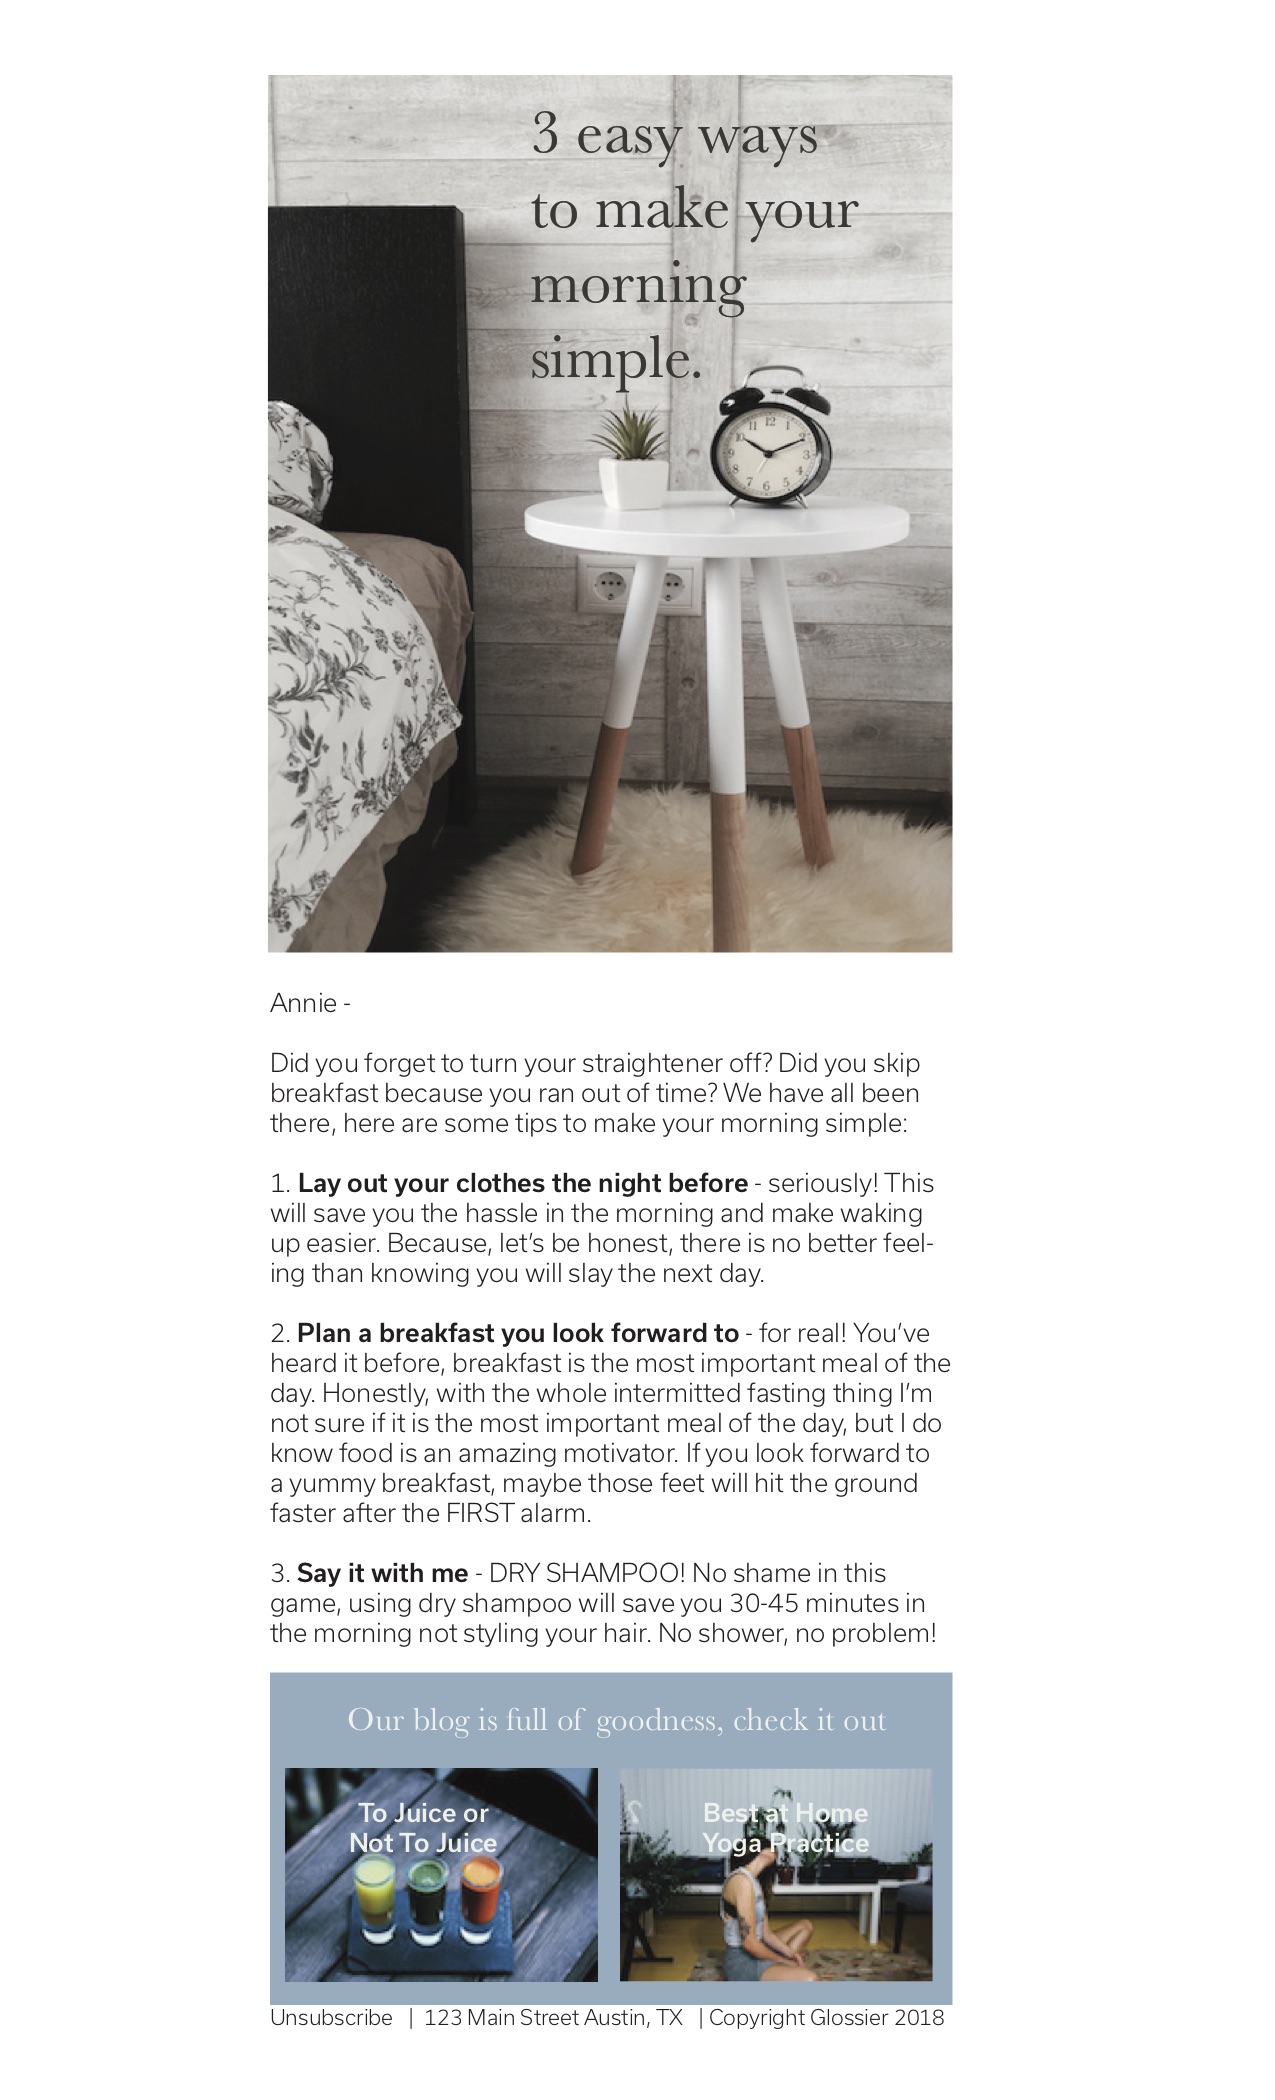 3 easy ways
to make your
morning
simple.
Annie -
Did you forget to turn your straightener off? Did you skip
breakfast because you ran out of time? We have all been
there, here are some tips to make your morning simple:
1. Lay out your clothes the night before - seriously! This
will save you the hassle in the morning and make waking
up easier. Because, let’s be honest, there is no better feel-
ing than knowing you will slay the next day.
2. Plan a breakfast you look forward to - for real! You’ve
heard it before, breakfast is the most important meal of the
day. Honestly, with the whole intermitted fasting thing I’m
not sure if it is the most important meal of the day, but I do
know food is an amazing motivator. If you look forward to
a yummy breakfast, maybe those feet will hit the ground
faster after the FIRST alarm.
3. Say it with me - DRY SHAMPOO! No shame in this
game, using dry shampoo will save you 30-45 minutes in
the morning not styling your hair. No shower, no problem!
Our blog is full of goodness, check it out
To Juice or
Not To Juice
Best at Home
Yoga Practice
Unsubscribe | 123 Main Street Austin, TX | Copyright Glossier 2018